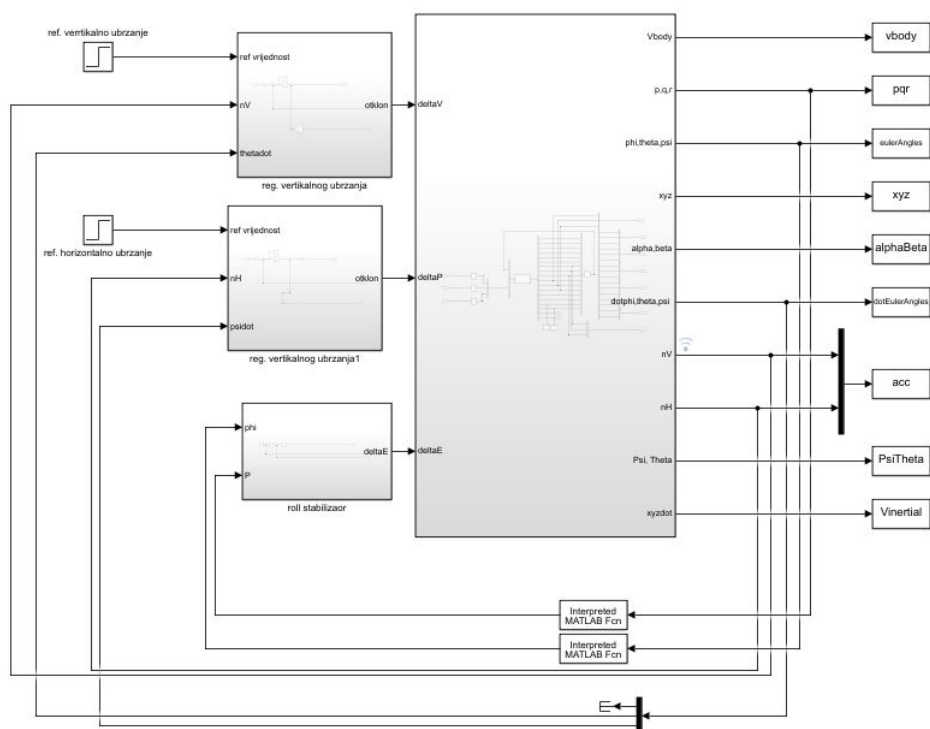 ref. verrtikalno ubrzanje
ref vrijednost
nV
thetadot
otklon
reg. vertikalnog ubrzanja
ref. horizontalno ubrzanje
ref vrijednost
nH
psidot
otklon
reg. vertikalnog ubrzanja1
phi
P
deltaE
roll stabilizaor
deltaV
deltaP
deltaE
Vbody
p,q,r
phi,theta,psi
xyz
alpha,beta
dotphi,theta,psi
nV
nH
Psi, Theta
xyzdot
vbody
pqr
eulerAngles
xyz
alphaBeta
dotEulerAngles
acc
PsiTheta
Vinertial
Interpreted
MATLAB Fcn
Interpreted
MATLAB Fcn